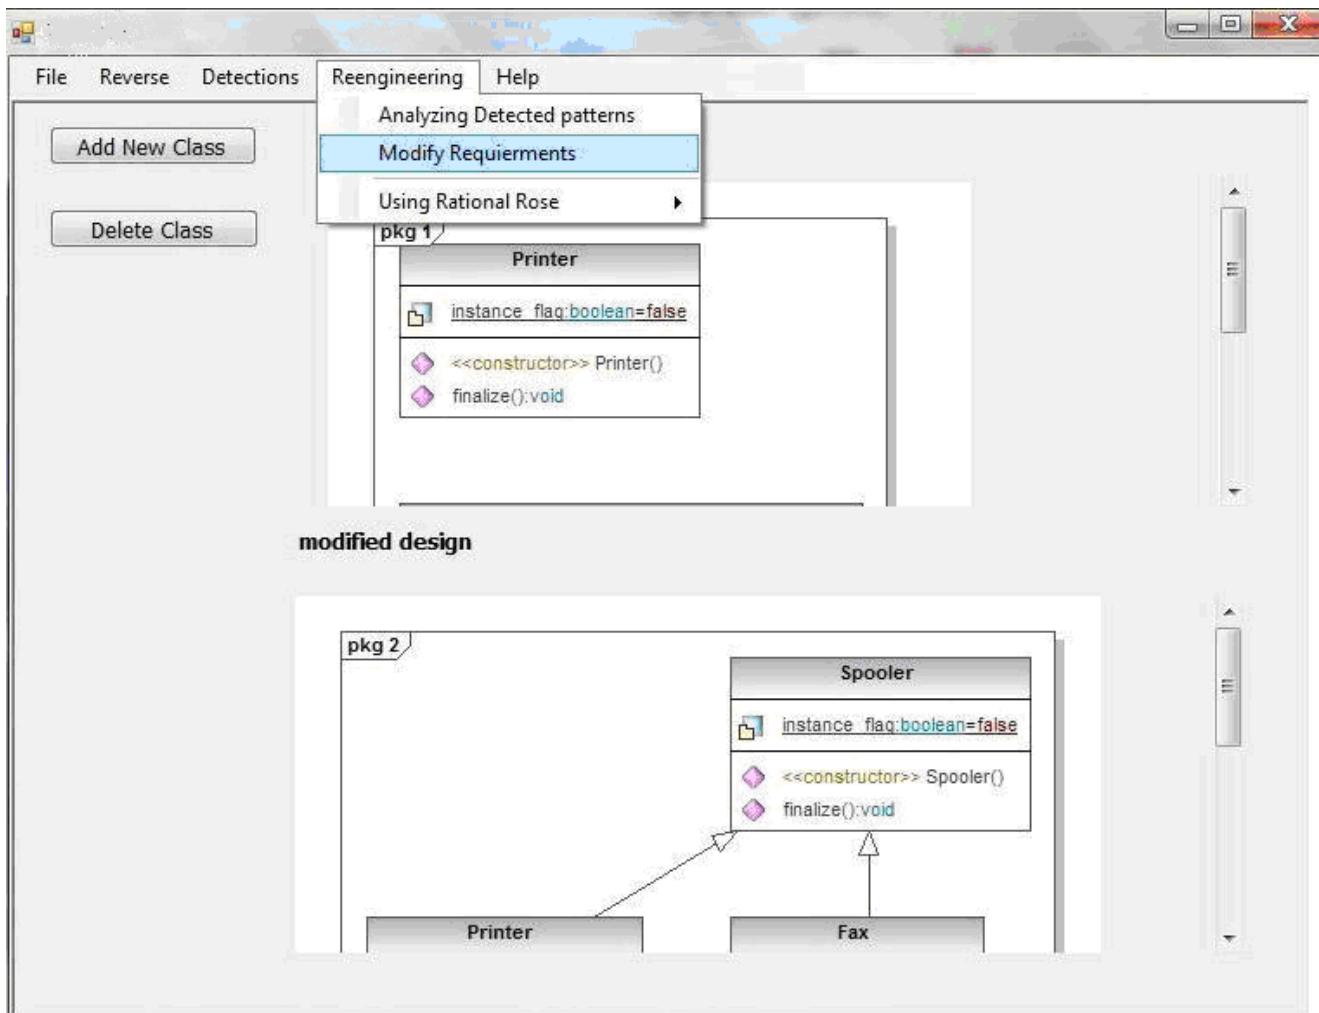 File Reverse Detections Reengineering Help
Analyzing Detected patterns
Modify Requierments
Using Rational Rose
Add New Class
Delete Class
pkg 1
Printer
instance_flag:boolean=false
<<constructor>> Printer()
finalize():void
modified design
pkg 2
Spooler
instance_flag:boolean=false
<<constructor>> Spooler()
finalize():void
Printer Fax